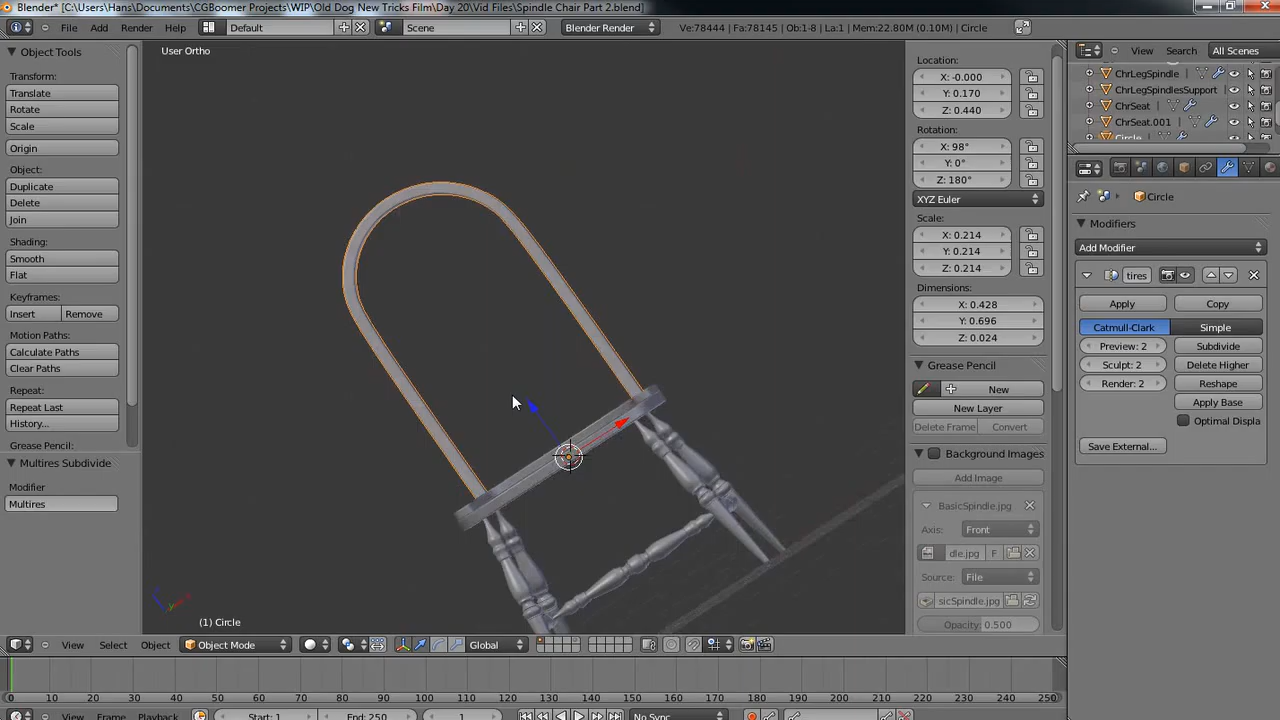 Blender* [C:\Users\Hans\Documents\CGBoomer Projects\WIP\Old Dog New Tricks Film\Day 20\Vid Files\Spindle Chair Part 2.blend]
File Add Render Help Default Scene Blender Render Ve:78444 | Fa:78145 | Ob:1-8 | La:1 | Mem:22.80M (0.10M) | Circle View Search All Scenes
Object Tools
Transform:
Translate
Rotate
Scale
Origin
Object:
Duplicate
Delete
Join
Shading:
Smooth
Flat
Keyframes:
Insert Remove
Motion Paths:
Calculate Paths
Clear Paths
Repeat:
Repeat Last
History...
Grease Pencil:
Multires Subdivide
Modifier
Multires
User Ortho
(1) Circle
View Select Object Object Mode Global
Location:
X: -0.000
Y: 0.170
Z: 0.440
Rotation:
X: 98°
Y: 0°
Z: 180°
XYZ Euler
Scale:
X: 0.214
Y: 0.214
Z: 0.214
Dimensions:
X: 0.428
Y: 0.696
Z: 0.024
Grease Pencil
New
New Layer
Delete Frame Convert
Background Images
Add Image
BasicSpindle.jpg
Axis: Front
dle.jpg F
Source: File
sicSpindle.jpg
Opacity: 0.500
ChrLegSpindle
ChrLegSpindlesSupport
ChrSeat
ChrSeat.001
Circle
Circle
Modifiers
Add Modifier
tires
Apply Copy
Catmull-Clark Simple
Preview: 2 Subdivide
Sculpt: 2 Delete Higher
Render: 2 Reshape
Apply Base
Optimal Displa
Save External...
0 10 20 30 40 50 60 70 80 90 100 110 120 130 140 150 160 170 180 190 200 210 220 230 240 250
View Frame Playback Start: 1 End: 250 1 No Sync